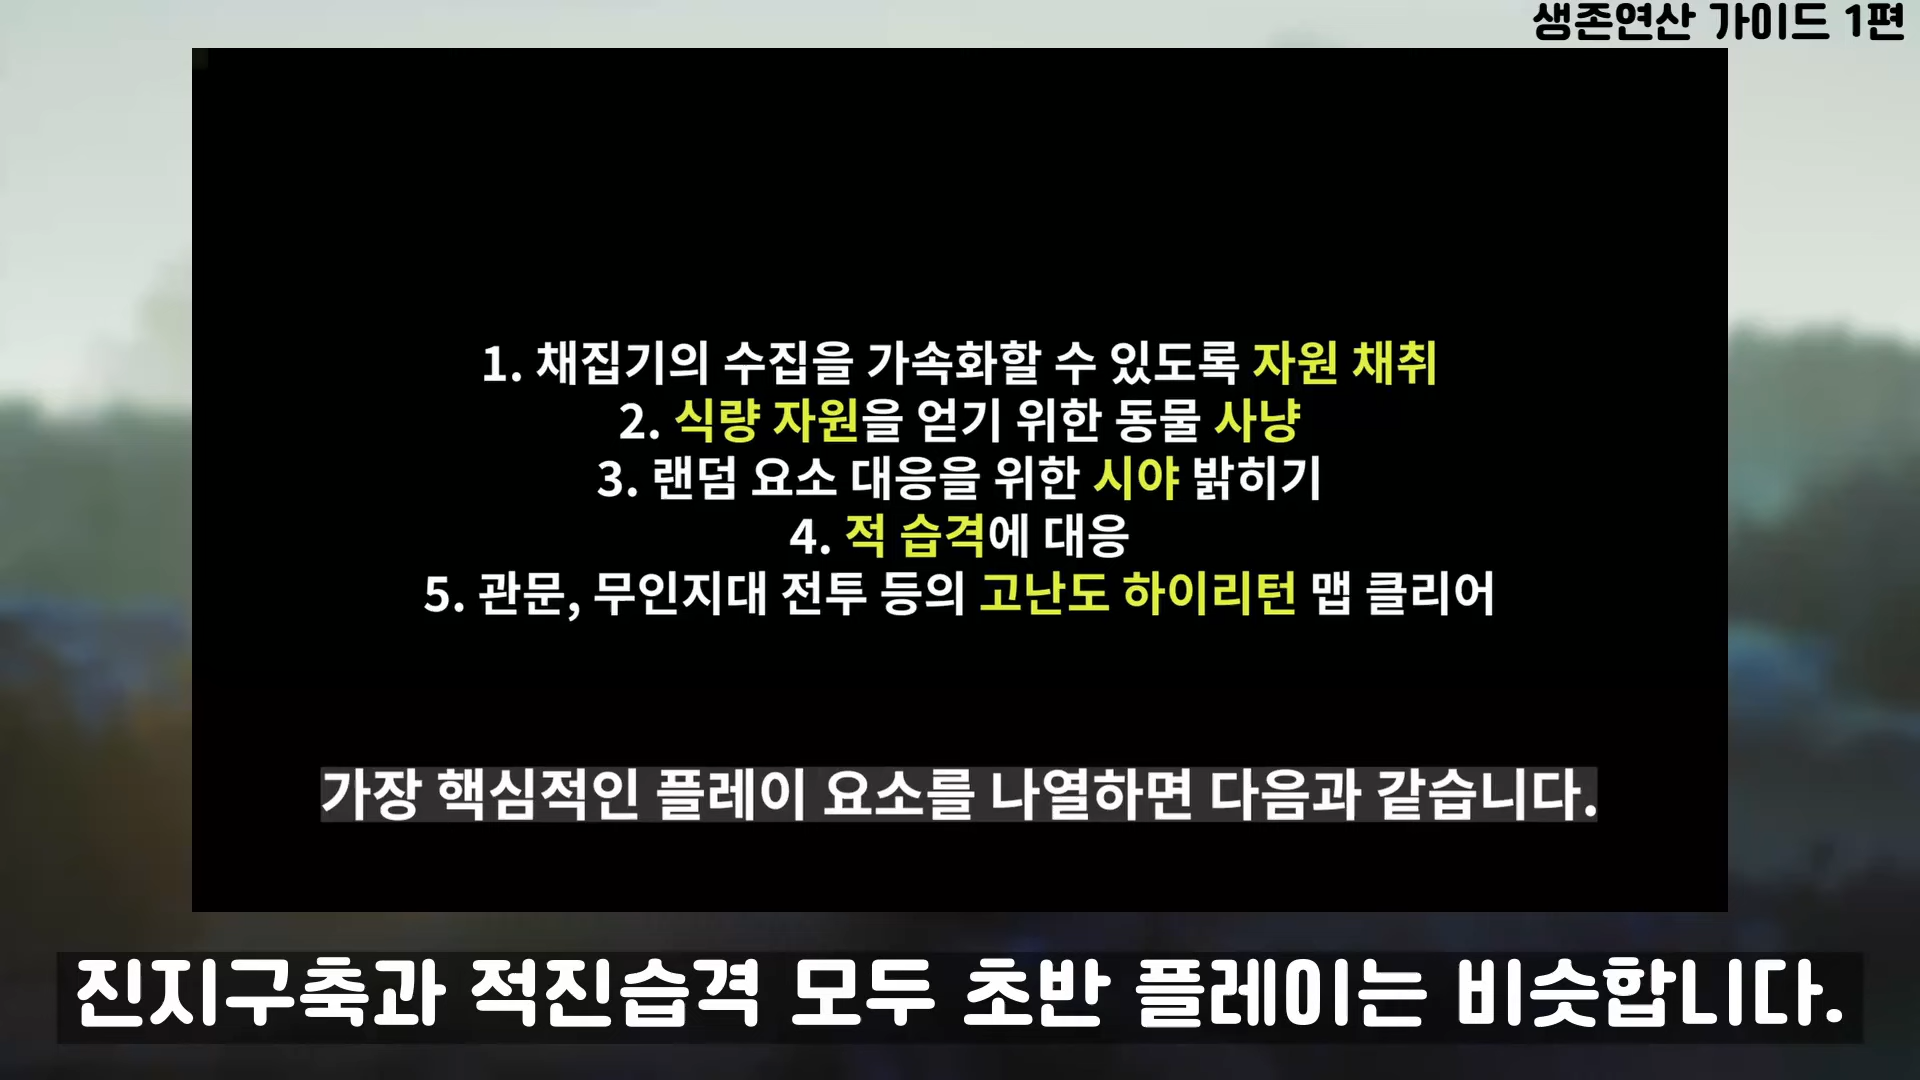 생존연산 가이드 1편
1. 채집기의 수집을 가속화할 수 있도록 자원 채취
2. 식량 자원을 얻기 위한 동물 사냥
3. 랜덤 요소 대응을 위한 시야 밝히기
4. 적 습격에 대응
5. 관문, 무인지대 전투 등의 고난도 하이리턴 맵 클리어
가장 핵심적인 플레이 요소를 나열하면 다음과 같습니다.
진지구축과 적진습격 모두 초반 플레이는 비슷합니다.